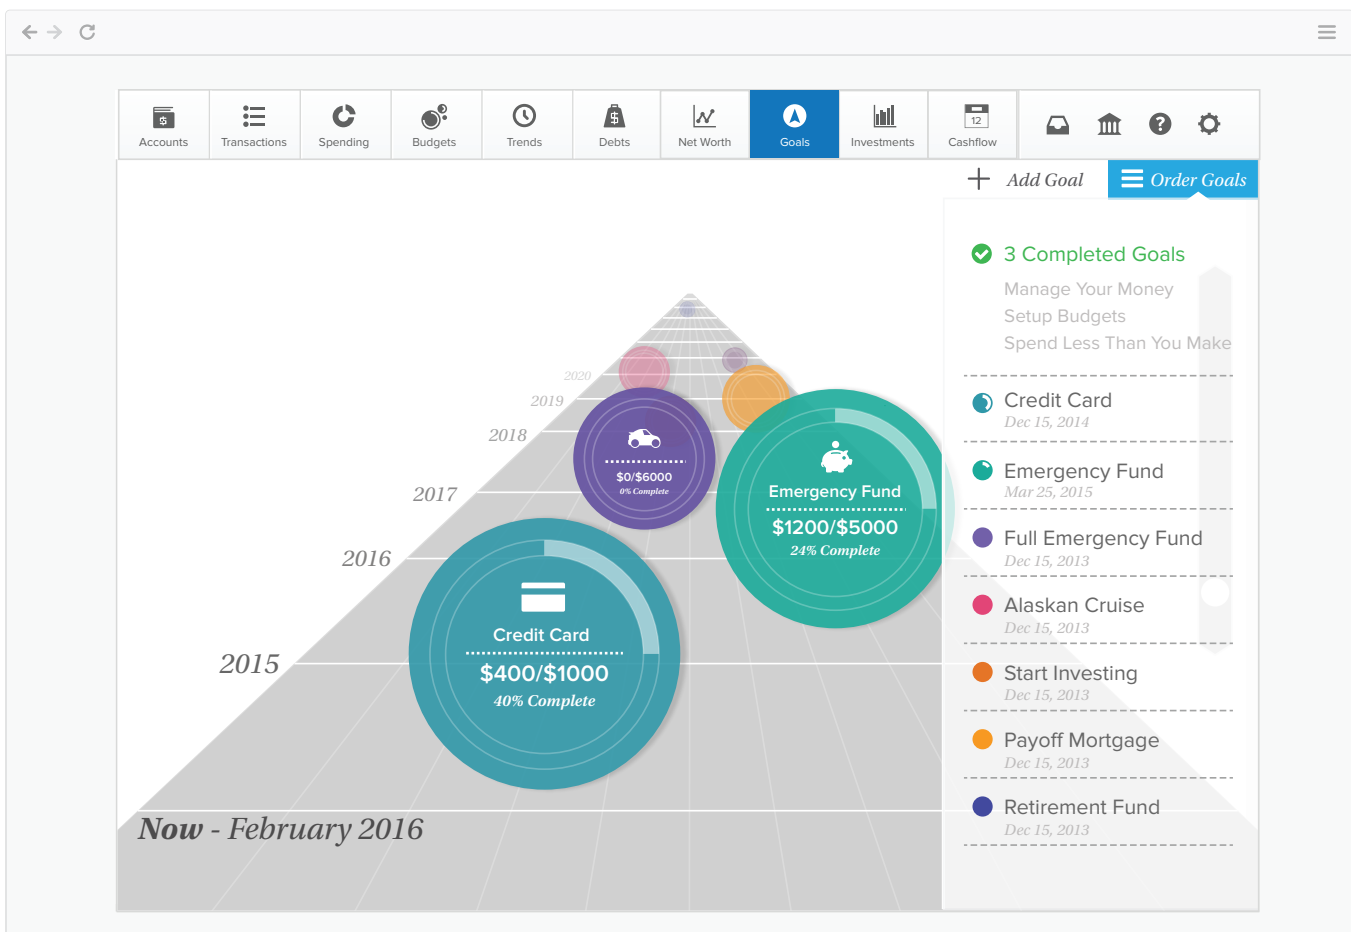 Accounts
Transactions
Spending
Budgets
Trends
Debts
Net Worth
Goals
Investments
12
Cashflow
Add Goal
Order Goals
3 Completed Goals
Manage Your Money
Setup Budgets
Spend Less Than You Make
Credit Card
Dec 15, 2014
Emergency Fund
Mar 25, 2015
Full Emergency Fund
Dec 15, 2013
Alaskan Cruise
Dec 15, 2013
Start Investing
Dec 15, 2013
Payoff Mortgage
Dec 15, 2013
Retirement Fund
Dec 15, 2013
2020
2019
2018
2017
2016
2015
$0/$6000
0% Complete
Emergency Fund
$1200/$5000
24% Complete
Credit Card
$400/$1000
40% Complete
Now - February 2016